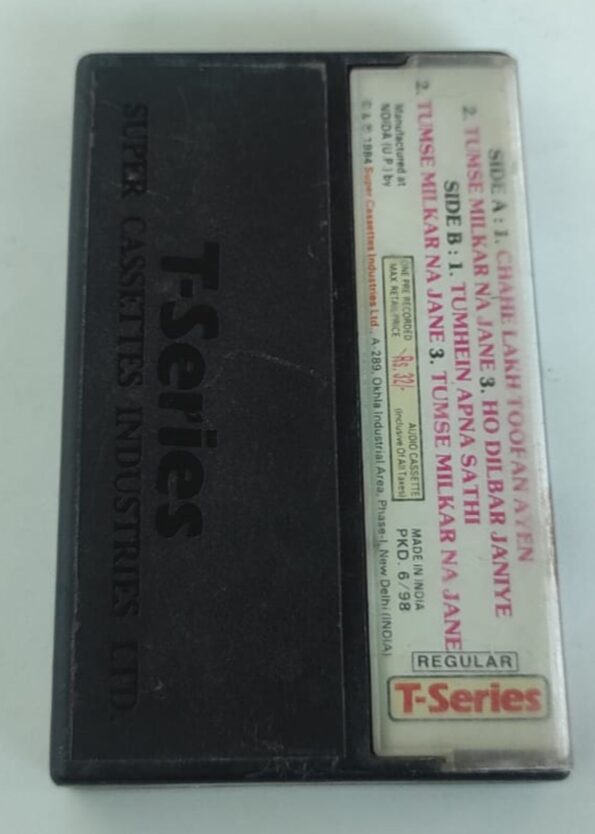 SIDE A : 1. CHAHE LAKH TOOFAN AYEN
2. TUMSE MILKAR NA JANE 3. HO DILBAR JANIYE
SIDE B : 1. TUMHEIN APNA SATHI
2. TUMSE MILKAR NA JANE 3. TUMSE MILKAR NA JANE
Manufactured at
NOIDA (U.P.) by
© & ℗ 1984 Super Cassettes Industries Ltd., A-289, Okhla Industrial Area, Phase-I, New Delhi (INDIA)
ONE PRE RECORDED AUDIO CASSETTE
MAX. RETAIL PRICE Rs. 32/- (Inclusive Of All Taxes)
MADE IN INDIA
PKD. 6/98
REGULAR
T-Series
T-Series
SUPER CASSETTES INDUSTRIES LTD.